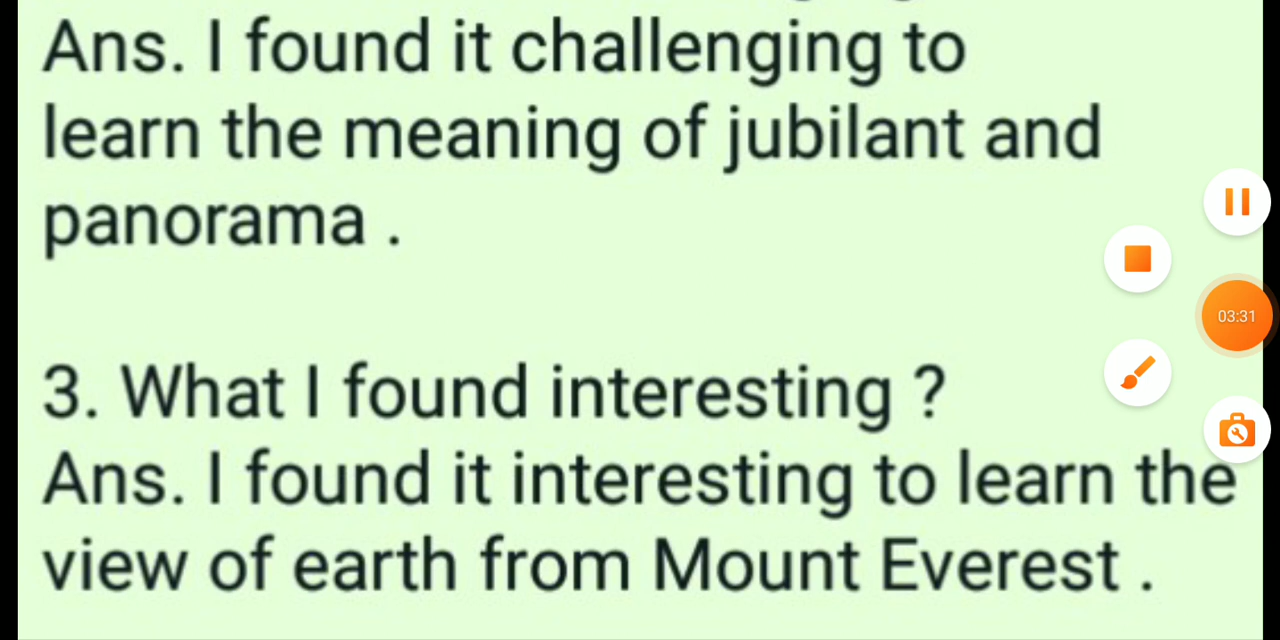 Ans. I found it challenging to
learn the meaning of jubilant and
panorama .
3. What I found interesting ?
Ans. I found it interesting to learn the
view of earth from Mount Everest .
03:31